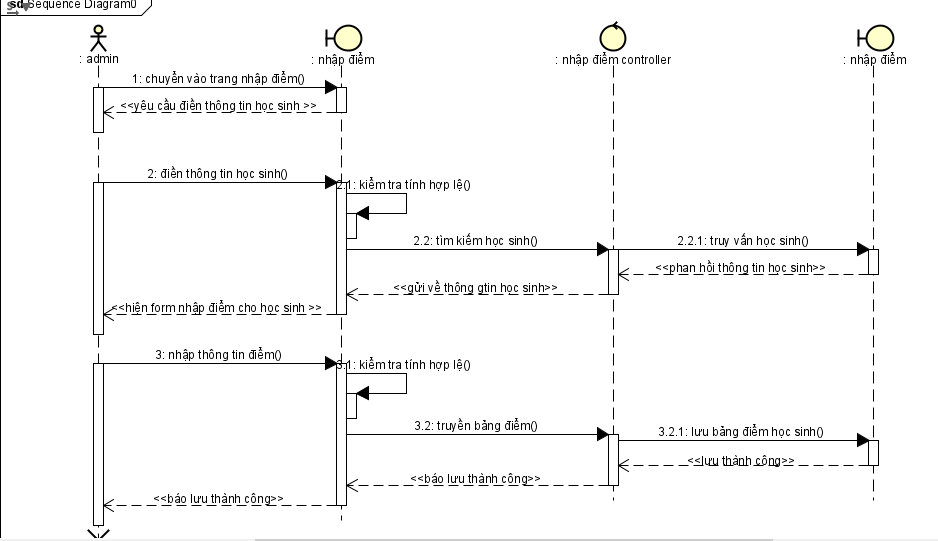 sd Sequence Diagram0
: admin
: nhập điểm
: nhập điểm controller
: nhập điểm
1: chuyển vào trang nhập điểm()
<<yêu cầu điền thông tin học sinh >>
2: điền thông tin học sinh()
2.1: kiểm tra tính hợp lệ()
2.2: tìm kiếm học sinh()
2.2.1: truy vấn học sinh()
<<phan hồi thông tin học sinh>>
<<gửi về thông gtin học sinh>>
<<hiện form nhập điểm cho học sinh >>
3: nhập thông tin điểm()
3.1: kiểm tra tính hợp lệ()
3.2: truyền bảng điểm()
3.2.1: lưu bảng điểm học sinh()
<<lưu thành công>>
<<báo lưu thành công>>
<<báo lưu thành công>>